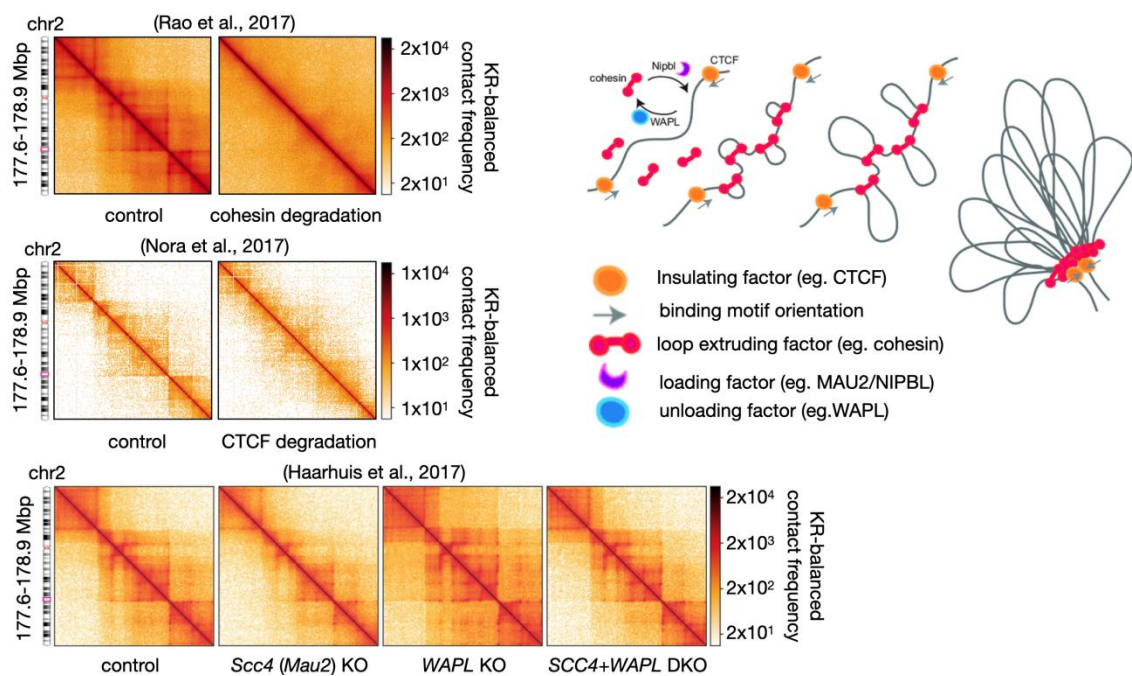 chr2
(Rao et al., 2017)
177.6-178.9 Mbp
2x10⁴
2x10³
2x10²
2x10¹
KR-balanced
contact frequency
control
cohesin degradation
chr2
(Nora et al., 2017)
177.6-178.9 Mbp
1x10⁴
1x10³
1x10²
1x10¹
KR-balanced
contact frequency
control
CTCF degradation
chr2
(Haarhuis et al., 2017)
177.6-178.9 Mbp
2x10⁴
2x10³
2x10²
2x10¹
KR-balanced
contact frequency
control
Scc4 (Mau2) KO
WAPL KO
SCC4+WAPL DKO
cohesin
Nipbl
CTCF
WAPL
Insulating factor (eg. CTCF)
binding motif orientation
loop extruding factor (eg. cohesin)
loading factor (eg. MAU2/NIPBL)
unloading factor (eg.WAPL)